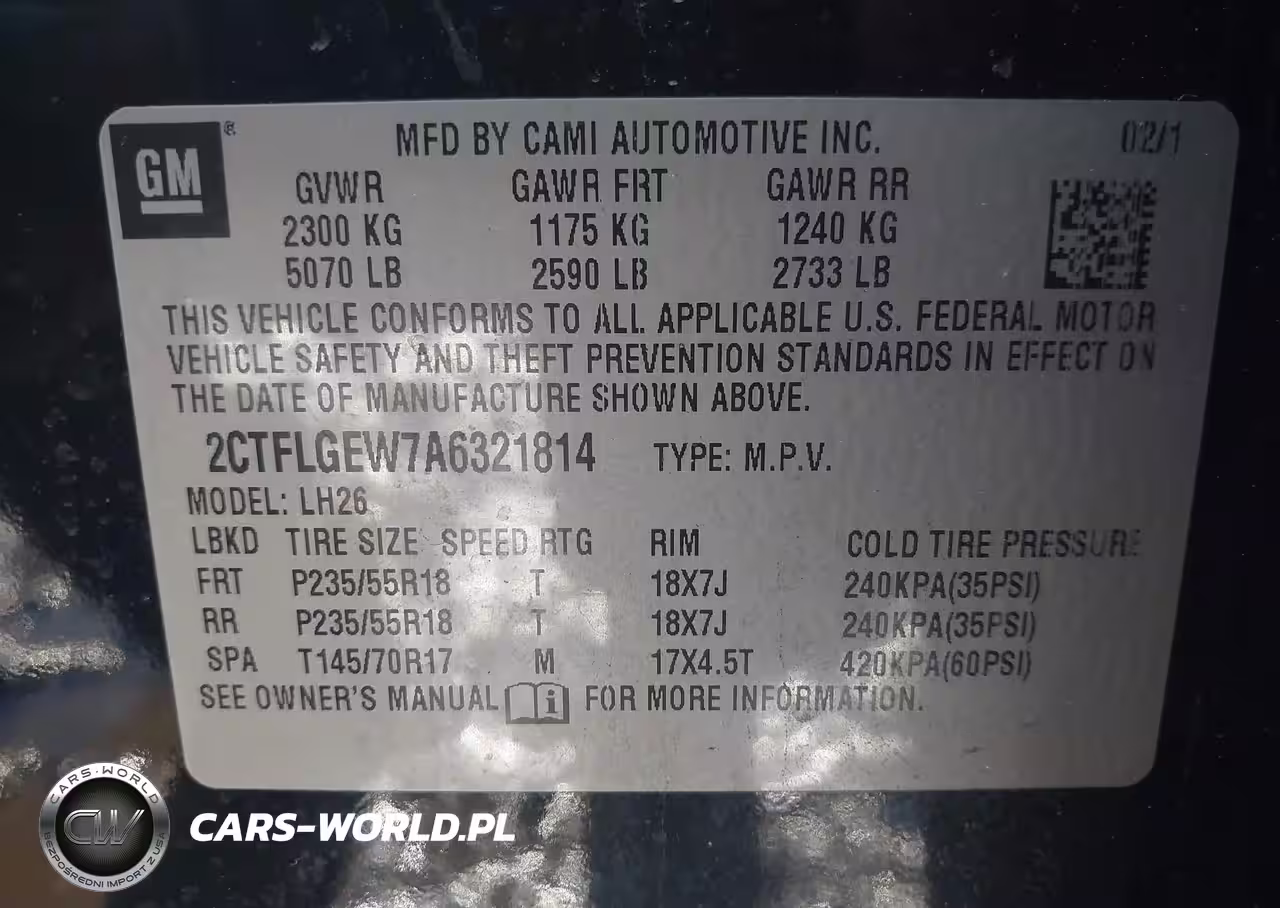 GM ®
MFD BY CAMI AUTOMOTIVE INC. 02/1
GVWR GAWR FRT GAWR RR
2300 KG 1175 KG 1240 KG
5070 LB 2590 LB 2733 LB
THIS VEHICLE CONFORMS TO ALL APPLICABLE U.S. FEDERAL MOTOR
VEHICLE SAFETY AND THEFT PREVENTION STANDARDS IN EFFECT ON
THE DATE OF MANUFACTURE SHOWN ABOVE.
2CTFLGEW7A6321814 TYPE: M.P.V.
MODEL: LH26
LBKD TIRE SIZE SPEED RTG RIM COLD TIRE PRESSURE
FRT P235/55R18 T 18X7J 240KPA(35PSI)
RR P235/55R18 T 18X7J 240KPA(35PSI)
SPA T145/70R17 M 17X4.5T 420KPA(60PSI)
SEE OWNER'S MANUAL i FOR MORE INFORMATION.
CARS-WORLD
CW
BEZPOŚREDNI IMPORT Z USA
CARS-WORLD.PL